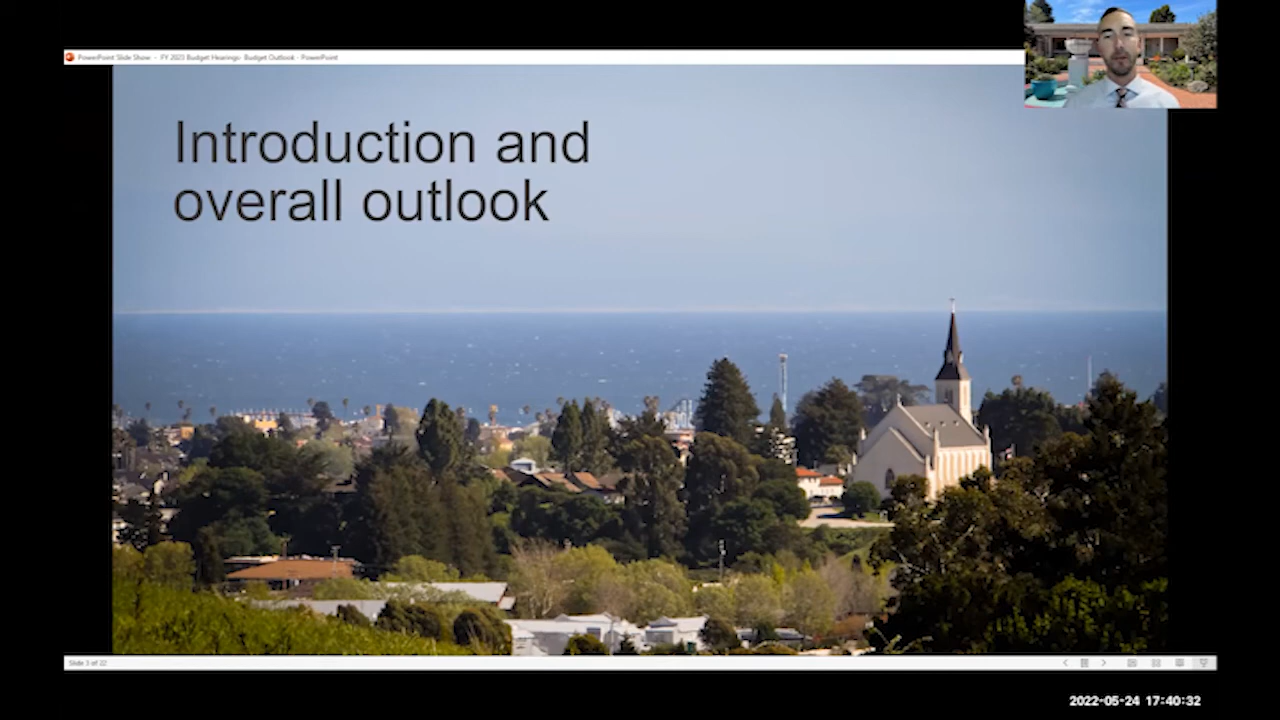 PowerPoint Slide Show - FY 2023 Budget Hearings- Budget Outlook - PowerPoint
Introduction and
overall outlook
Slide 3 of 22
2022-05-24 17:40:32